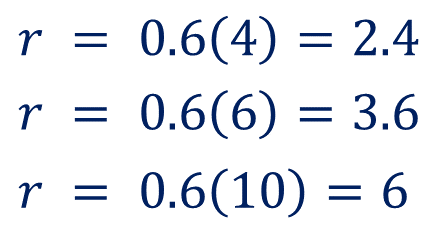 r = 0.6(4) = 2.4
r = 0.6(6) = 3.6
r = 0.6(10) = 6